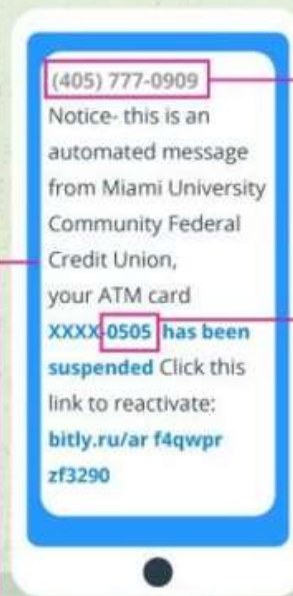 (405) 777-0909
Notice- this is an
automated message
from Miami University
Community Federal
Credit Union,
your ATM card
XXXX-0505 has been
suspended Click this
link to reactivate:
bitly.ru/ar f4qwpr
zf3290